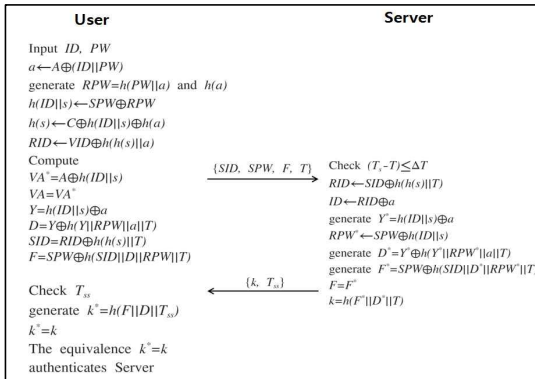 User
Input ID, PW
a←A⊕(ID||PW)
generate RPW=h(PW||a) and h(a)
h(ID||s)←SPW⊕RPW
h(s)←C⊕h(ID||s)⊕h(a)
RID←VID⊕h(h(s)||a)
Compute
VA*=A⊕h(ID||s)
VA=VA*
Y=h(ID||s)⊕a
D=Y⊕h(Y||RPW||a||T)
SID=RID⊕h(h(s)||T)
F=SPW⊕h(SID||D||RPW||T)
{SID, SPW, F, T}
Server
Check (Ts-T)≤ΔT
RID←SID⊕h(h(s)||T)
ID←RID⊕a
generate Y*=h(ID||s)⊕a
RPW*←SPW⊕h(ID||s)
generate D*=Y*⊕h(Y*||RPW*||a||T)
generate F*=SPW⊕h(SID||D*||RPW*||T)
F=F*
k=h(F*||D*||T)
{k, Tss}
Check Tss
generate k*=h(F||D||Tss)
k*=k
The equivalence k*=k
authenticates Server